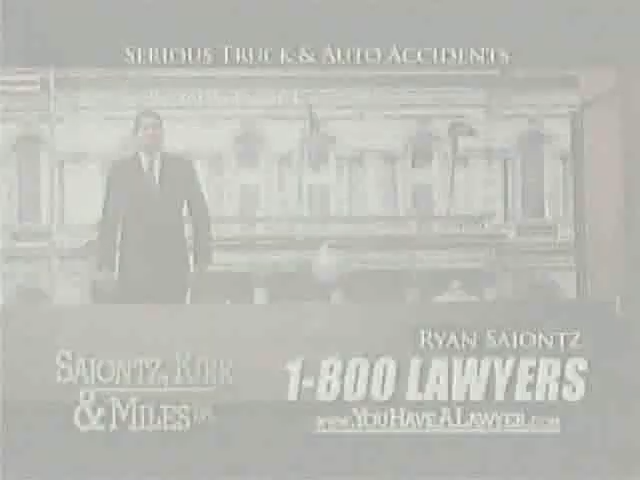 SERIOUS TRUCK & AUTO ACCIDENTS
RYAN SAIONTZ
SAIONTZ, KIRK
& MILES
1-800 LAWYERS
www.YOUHAVEALAWYER.com